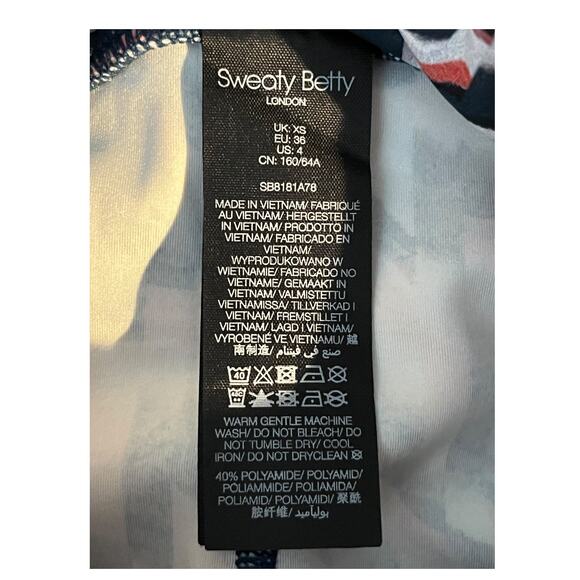 Sweaty Betty
LONDON
UK: XS
EU: 36
US: 4
CN: 160/64A
SB8181A78
MADE IN VIETNAM/ FABRIQUÉ
AU VIETNAM/ HERGESTELLT
IN VIETNAM/ PRODOTTO IN
VIETNAM/ FABRICADO EN
VIETNAM/
WYPRODUKOWANO W
WIETNAMIE/ FABRICADO NO
VIETNAME/ GEMAAKT IN
VIETNAM/ VALMISTETTU
VIETNAMISSA/ TILLVERKAD I
VIETNAM/ FREMSTILLET I
VIETNAM/ LAGD I VIETNAM/
VYROBENÉ VE VIETNAMU/ 越
南制造/ صنع في فيتنام
40
WARM GENTLE MACHINE
WASH/ DO NOT BLEACH/ DO
NOT TUMBLE DRY/ COOL
IRON/ DO NOT DRYCLEAN
40% POLYAMIDE/ POLYAMID/
POLIAMMIDE/ POLIAMIDA/
POLIAMID/ POLYAMIDI/ 聚酰
胺纤维/ بولياميد